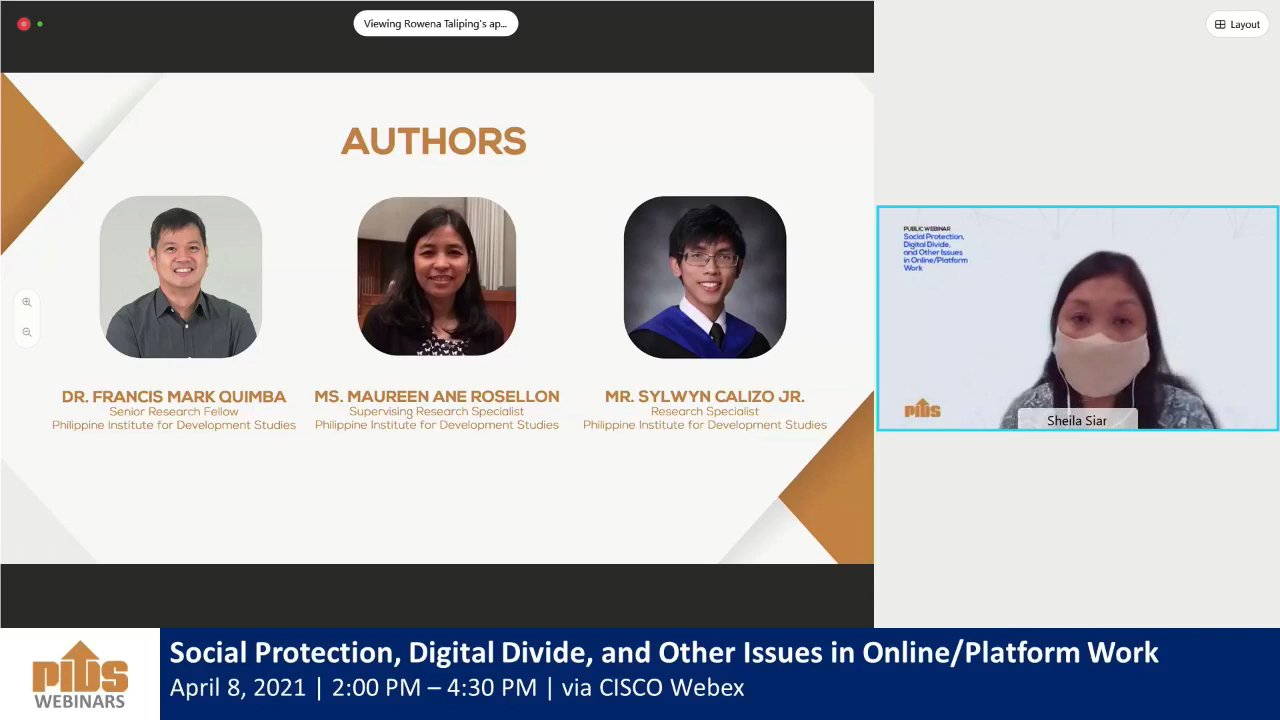 Viewing Rowena Taliping's ap...
Layout
AUTHORS
DR. FRANCIS MARK QUIMBA
Senior Research Fellow
Philippine Institute for Development Studies
MS. MAUREEN ANE ROSELLON
Supervising Research Specialist
Philippine Institute for Development Studies
MR. SYLWYN CALIZO JR.
Research Specialist
Philippine Institute for Development Studies
PUBLIC WEBINAR
Social Protection,
Digital Divide,
and Other Issues
in Online/Platform
Work
PIDS
Sheila Siar
PIDS
WEBINARS
Social Protection, Digital Divide, and Other Issues in Online/Platform Work
April 8, 2021 | 2:00 PM – 4:30 PM | via CISCO Webex